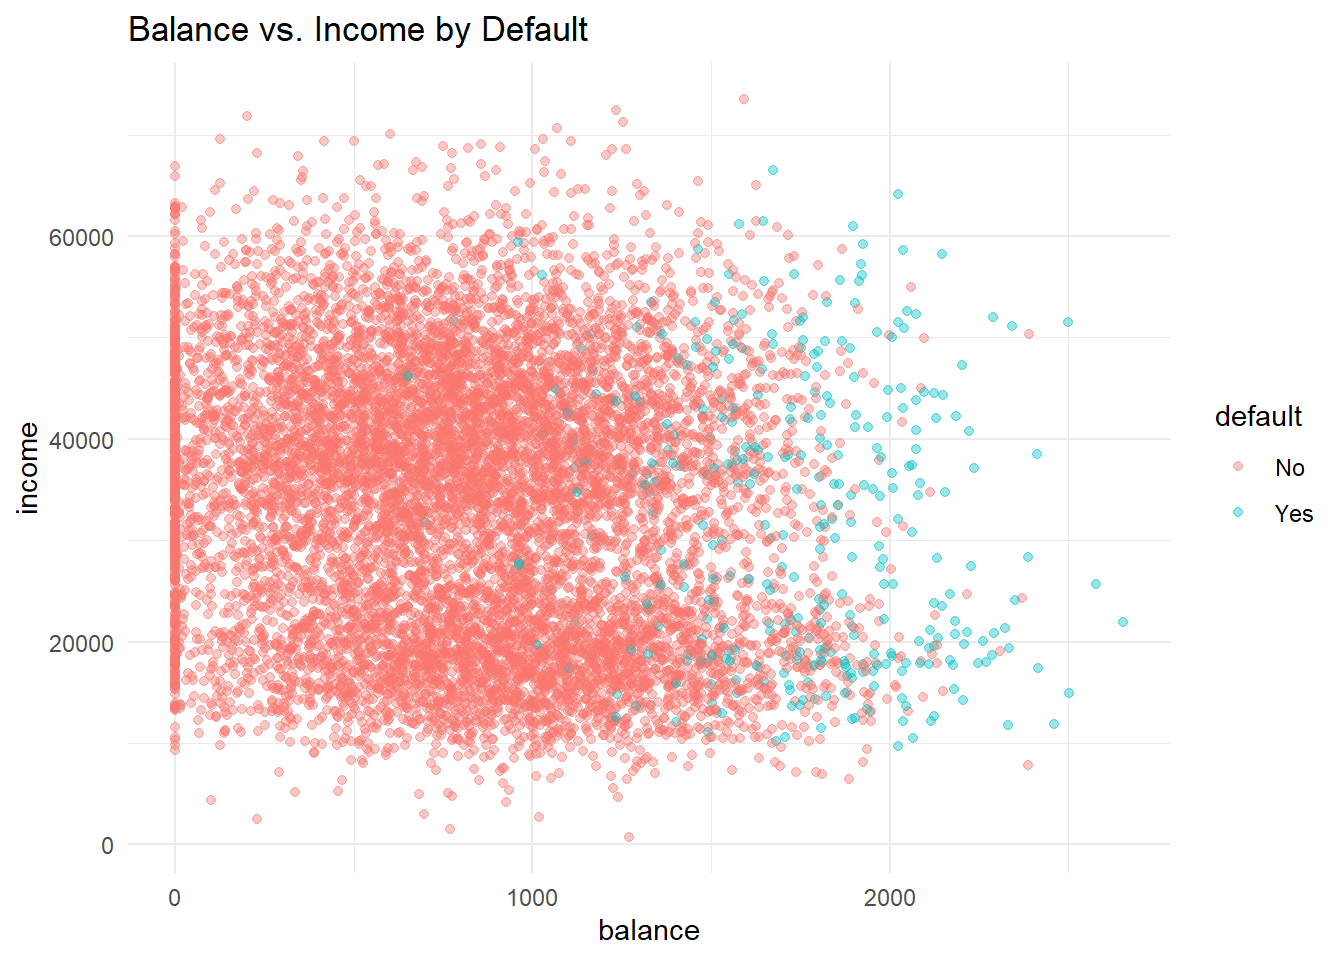 Balance vs. Income by Default
60000
40000
20000
0
income
0 1000 2000
balance
default
No
Yes